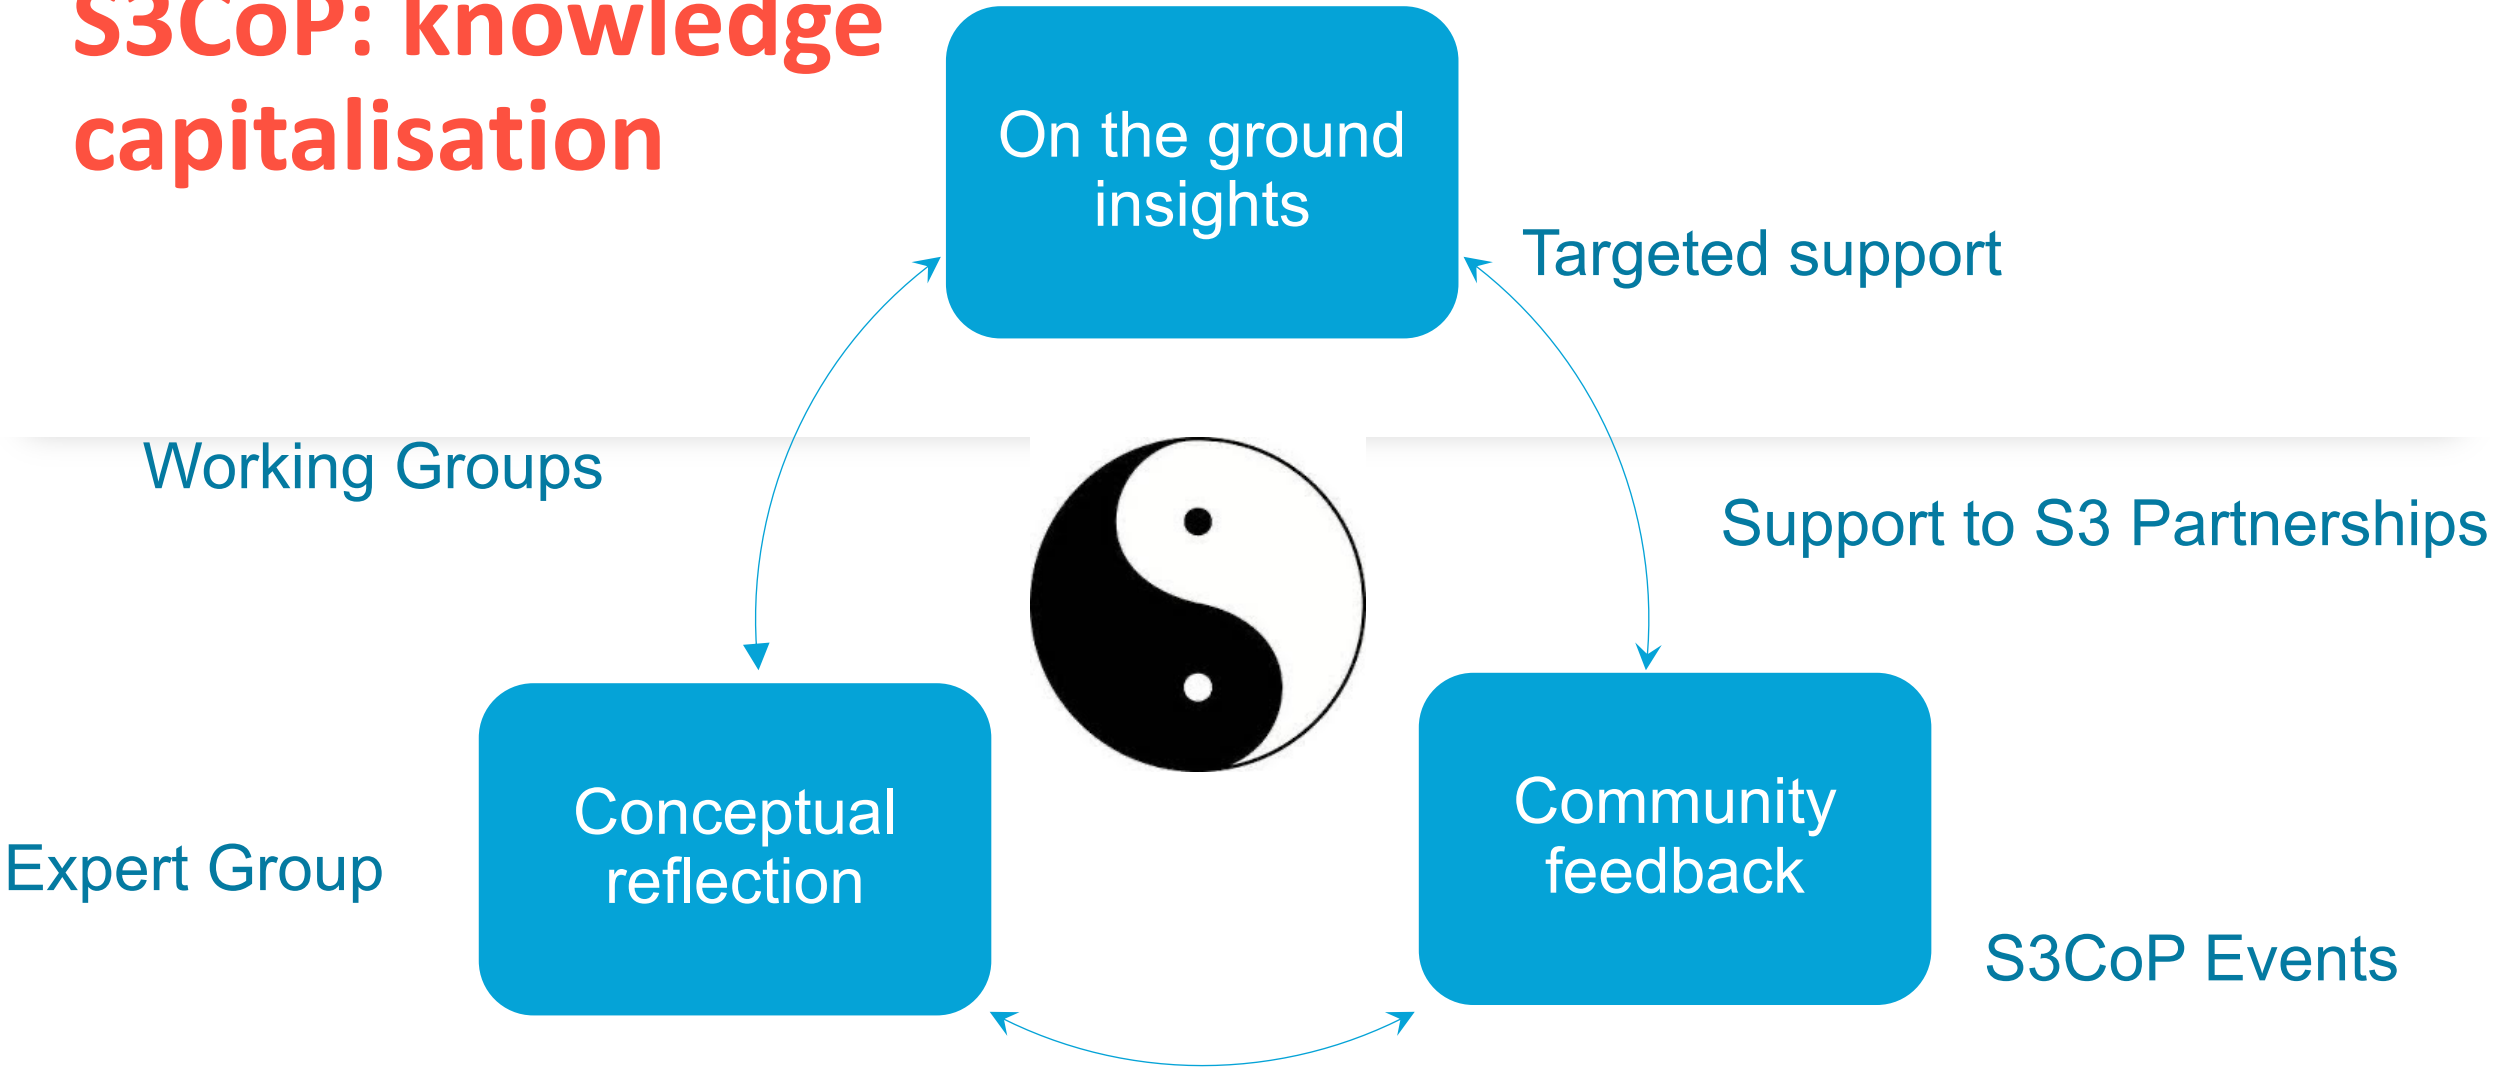 S3CoP: knowledge
capitalisation
On the ground
insights
Targeted support
Working Groups
Support to S3 Partnerships
Conceptual
reflection
Community
feedback
Expert Group
S3CoP Events